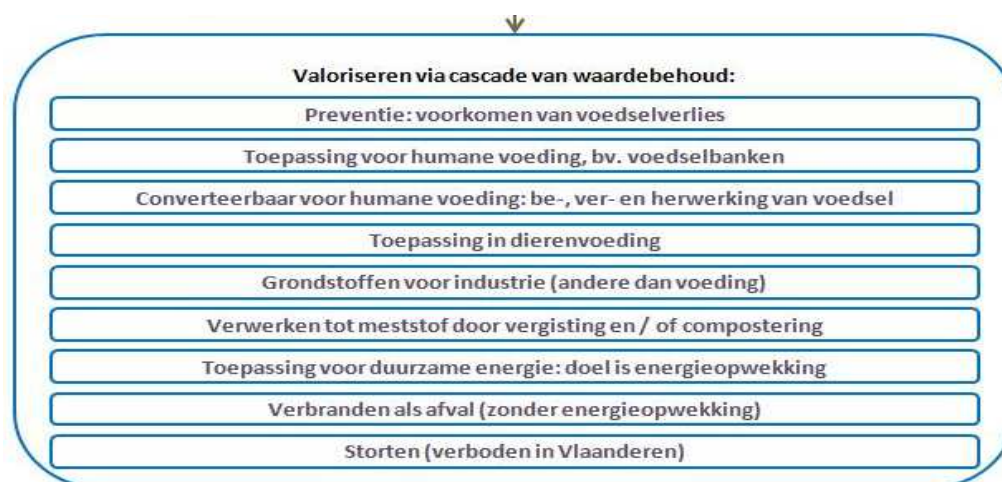 Valoriseren via cascade van waardebehoud:
Preventie: voorkomen van voedselverlies
Toepassing voor humane voeding, bv. voedselbanken
Converteerbaar voor humane voeding: be-, ver- en herwerking van voedsel
Toepassing in dierenvoeding
Grondstoffen voor industrie (andere dan voeding)
Verwerken tot meststof door vergisting en / of compostering
Toepassing voor duurzame energie: doel is energieopwekking
Verbranden als afval (zonder energieopwekking)
Storten (verboden in Vlaanderen)